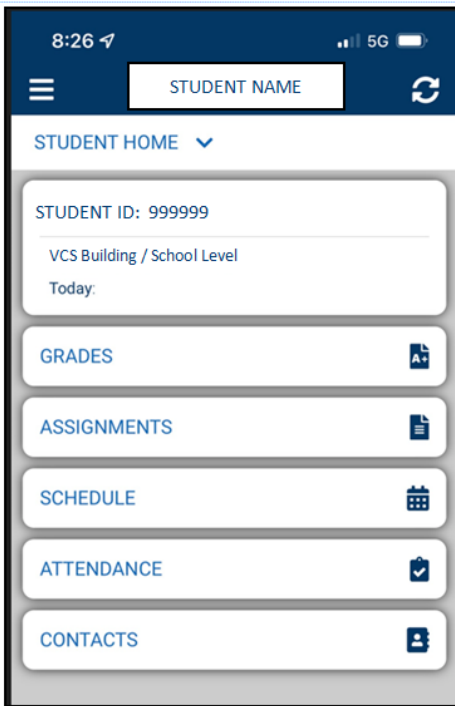 8:26
5G
STUDENT NAME
STUDENT HOME
STUDENT ID: 999999
VCS Building / School Level
Today:
GRADES
A+
ASSIGNMENTS
SCHEDULE
ATTENDANCE
CONTACTS